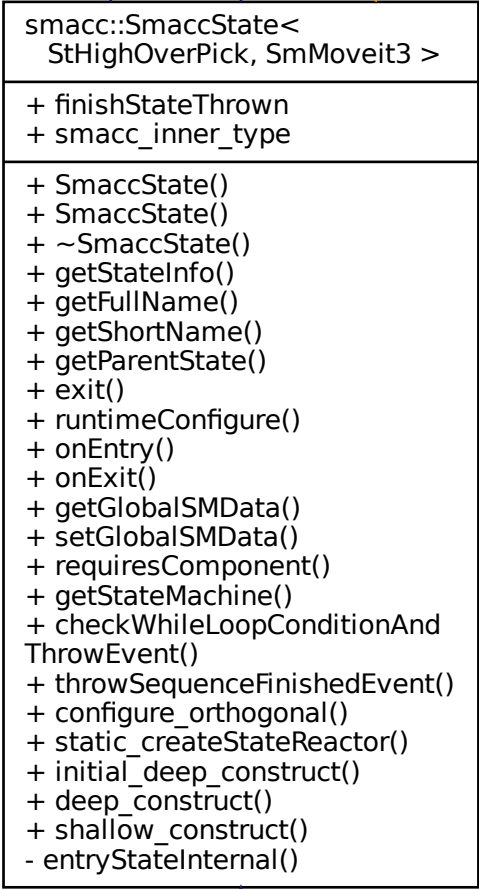 smacc::SmaccState<
StHighOverPick, SmMoveit3 >
+ finishStateThrown
+ smacc_inner_type
+ SmaccState()
+ SmaccState()
+ ~SmaccState()
+ getStateInfo()
+ getFullName()
+ getShortName()
+ getParentState()
+ exit()
+ runtimeConfigure()
+ onEntry()
+ onExit()
+ getGlobalSMData()
+ setGlobalSMData()
+ requiresComponent()
+ getStateMachine()
+ checkWhileLoopConditionAnd
ThrowEvent()
+ throwSequenceFinishedEvent()
+ configure_orthogonal()
+ static_createStateReactor()
+ initial_deep_construct()
+ deep_construct()
+ shallow_construct()
- entryStateInternal()